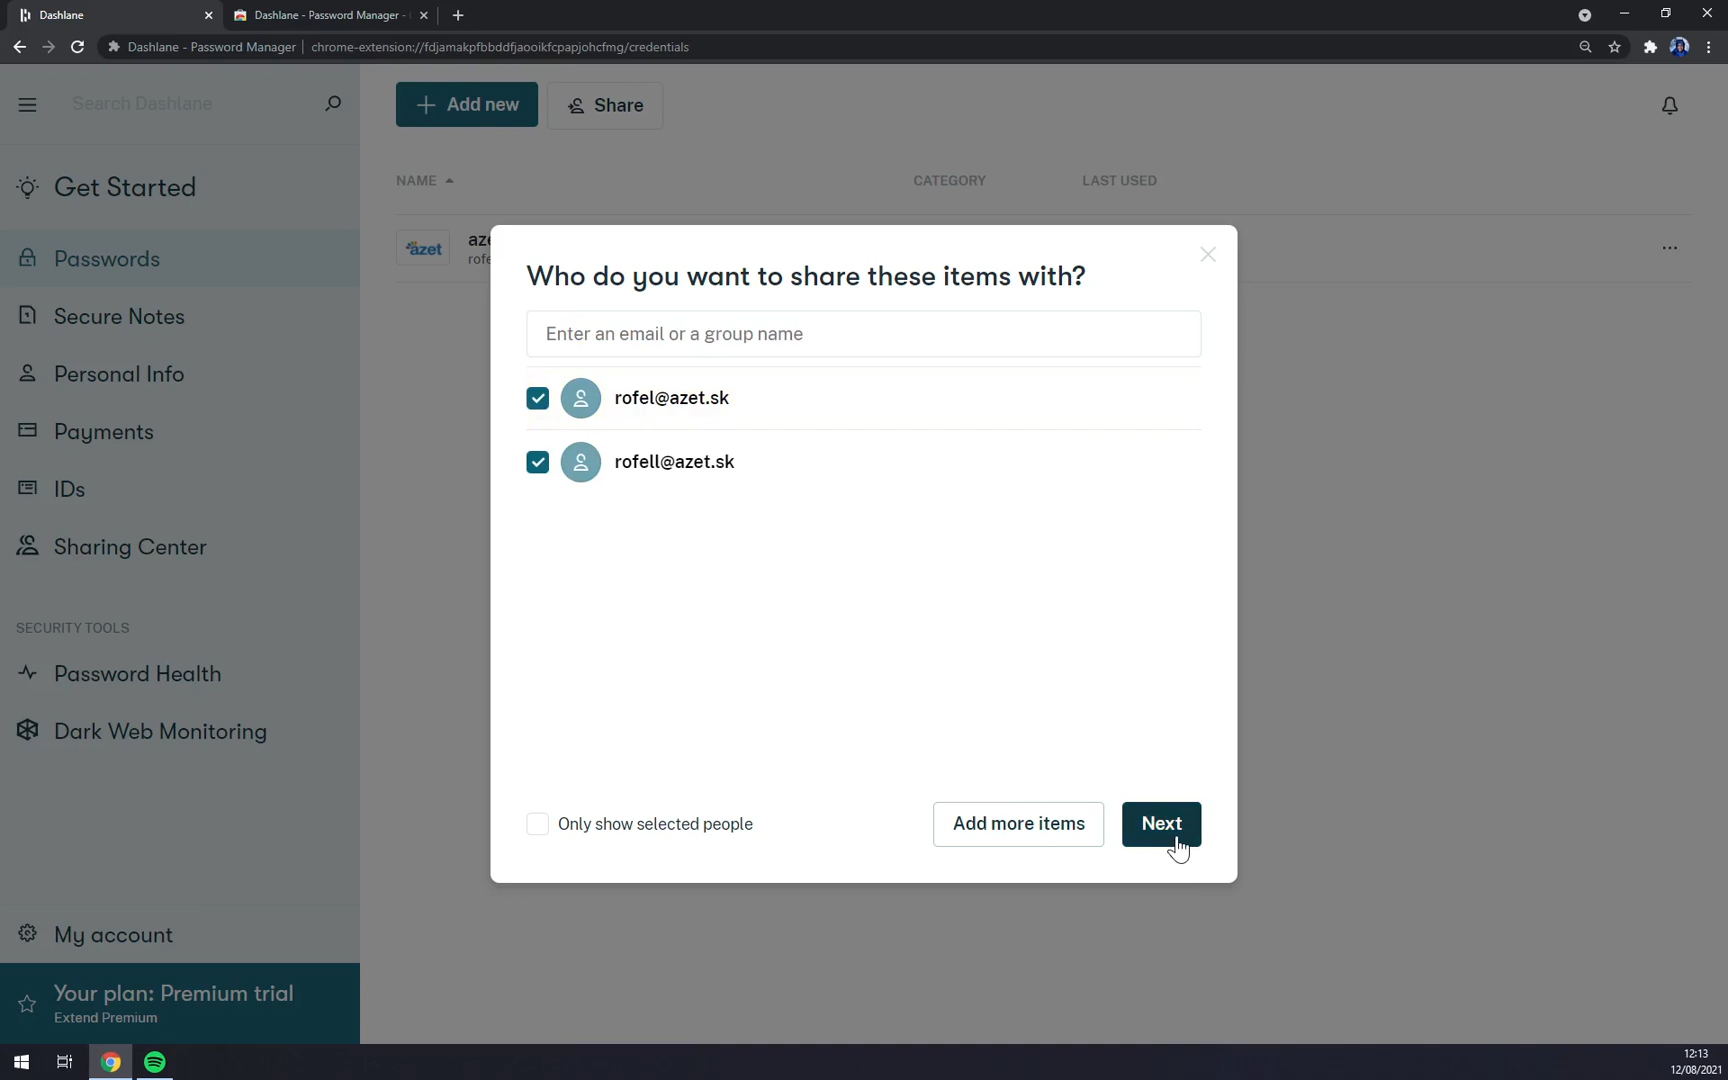 Dashlane
Dashlane - Password Manager -
Dashlane - Password Manager
chrome-extension://fdjamakpfbbddfjaooikfcpapjohcfmg/credentials
Search Dashlane
Add new
Share
Get Started
NAME
CATEGORY
LAST USED
azet
aze
rofe
Passwords
Secure Notes
Personal Info
Payments
IDs
Sharing Center
SECURITY TOOLS
Password Health
Dark Web Monitoring
My account
Your plan: Premium trial
Extend Premium
Who do you want to share these items with?
Enter an email or a group name
rofel@azet.sk
rofell@azet.sk
Only show selected people
Add more items
Next
12:13
12/08/2021